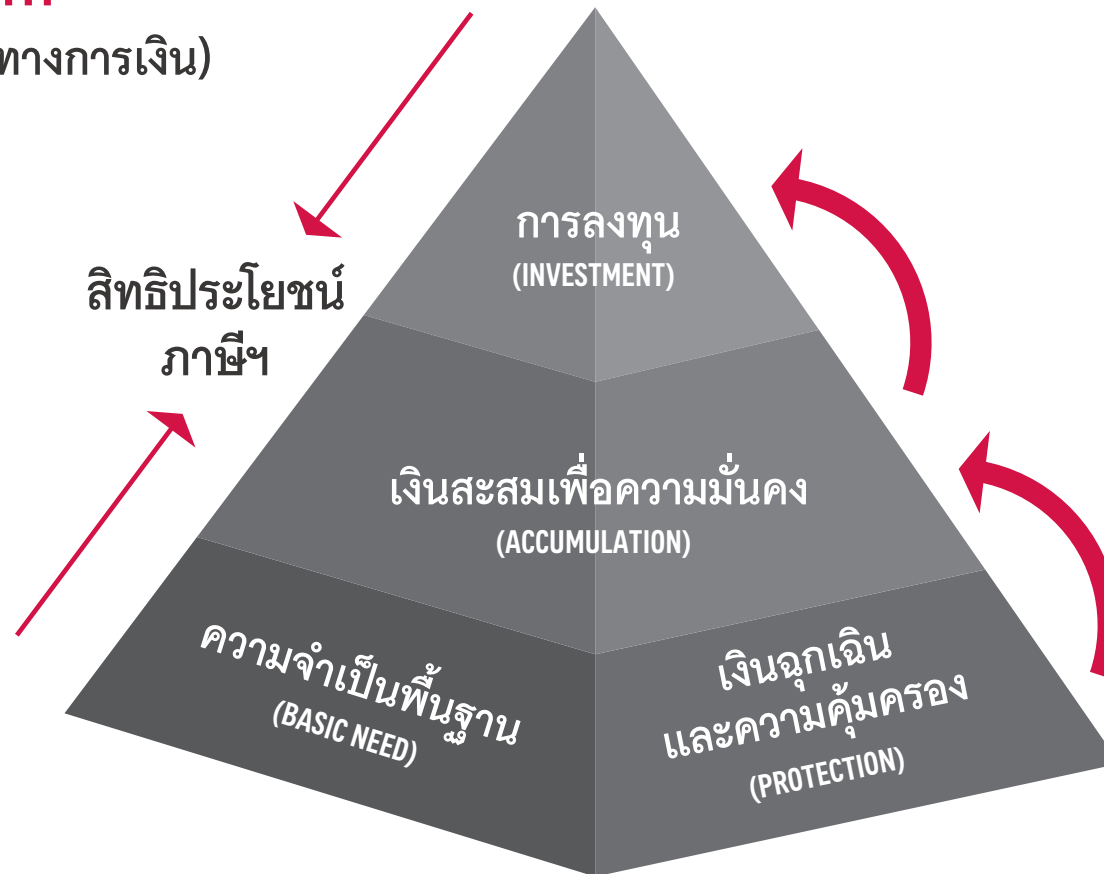 ทางการเงิน)
การลงทุน
(INVESTMENT)
สิทธิประโยชน์
ภาษีฯ
เงินสะสมเพื่อความมั่นคง
(ACCUMULATION)
ความจำเป็นพื้นฐาน
(BASIC NEED)
เงินฉุกเฉิน
และความคุ้มครอง
(PROTECTION)